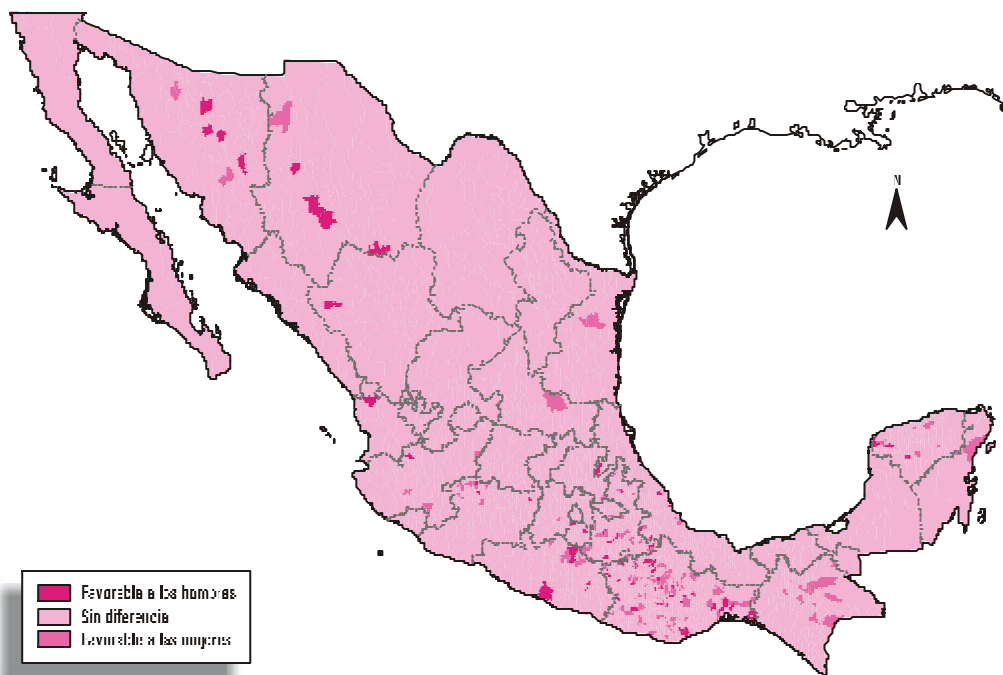 N
Favorable a los hombres
Sin diferencia
Favorable a las mujeres